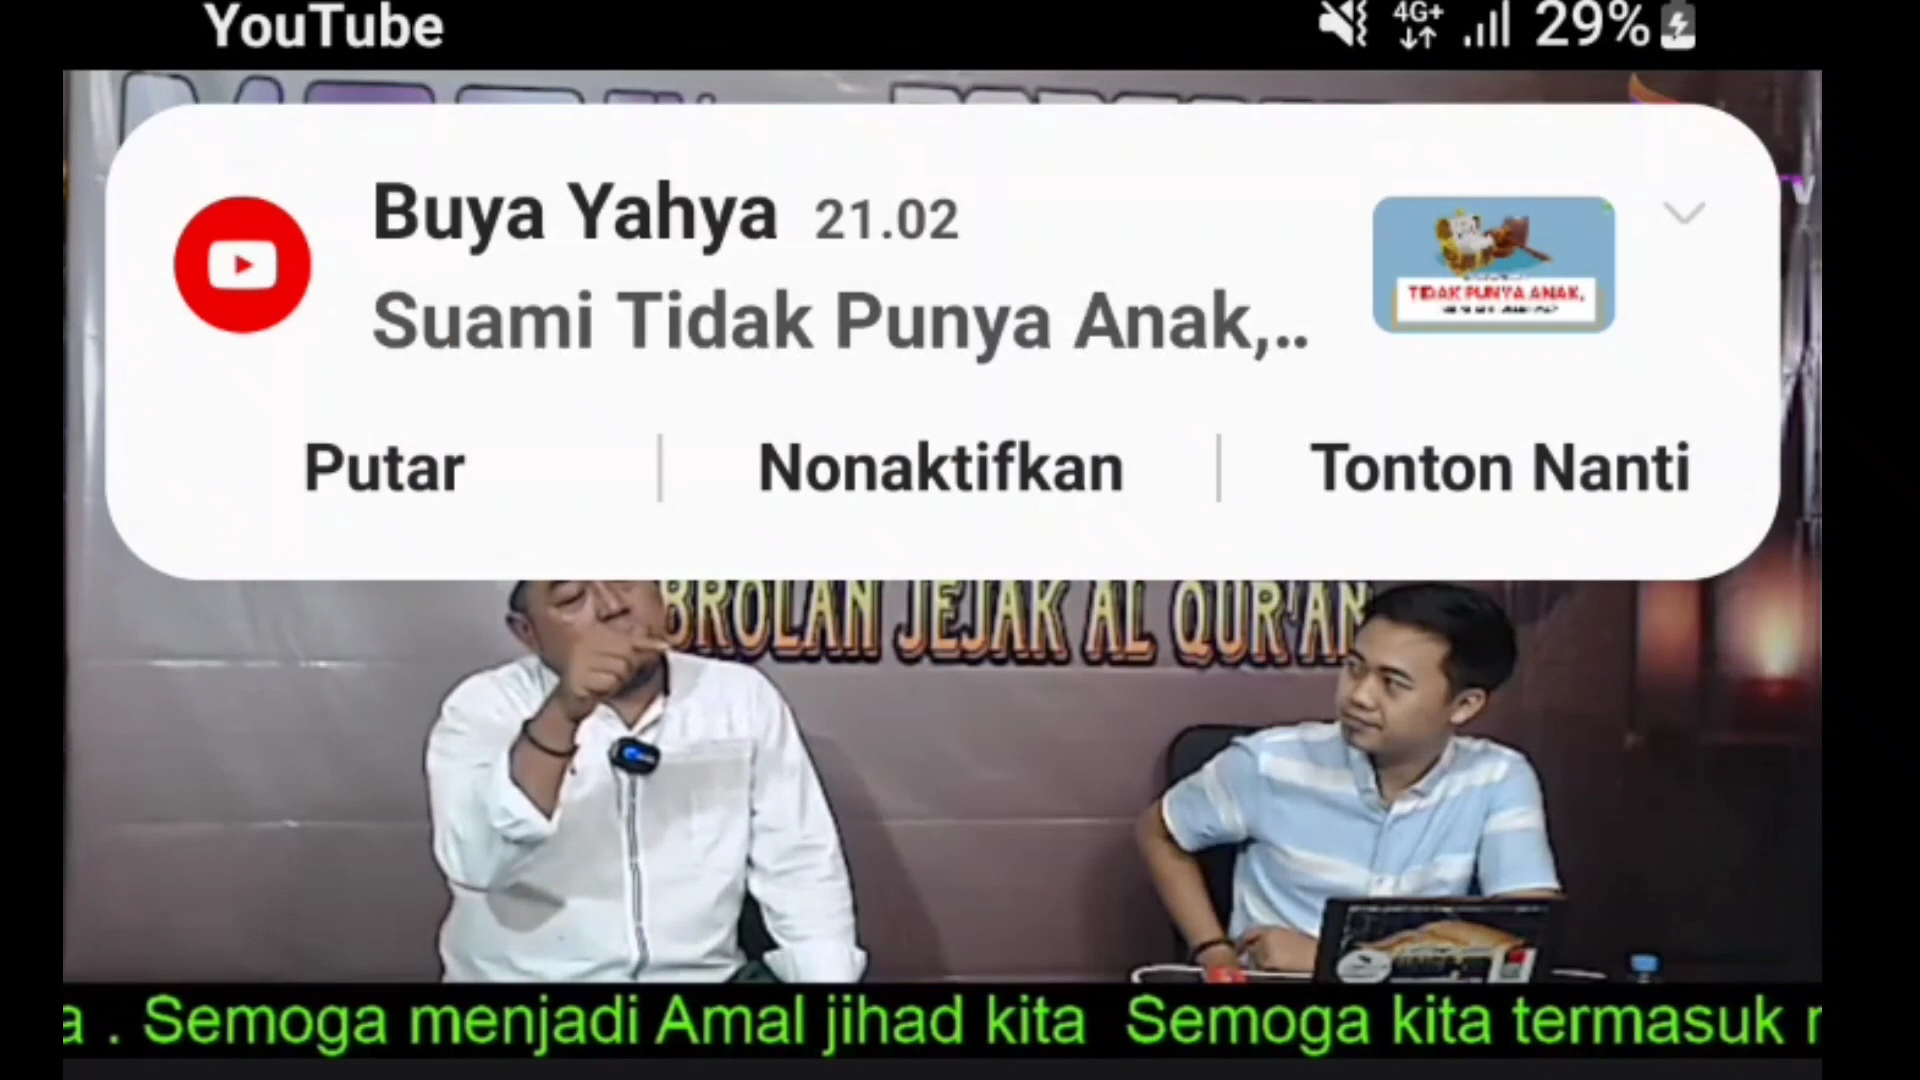 YouTube
4G+ 29%
Buya Yahya 21.02
Suami Tidak Punya Anak,..
TIDAK PUNYA ANAK,
Putar Nonaktifkan Tonton Nanti
BROLAN JEJAK AL QUR'AN
a . Semoga menjadi Amal jihad kita Semoga kita termasuk